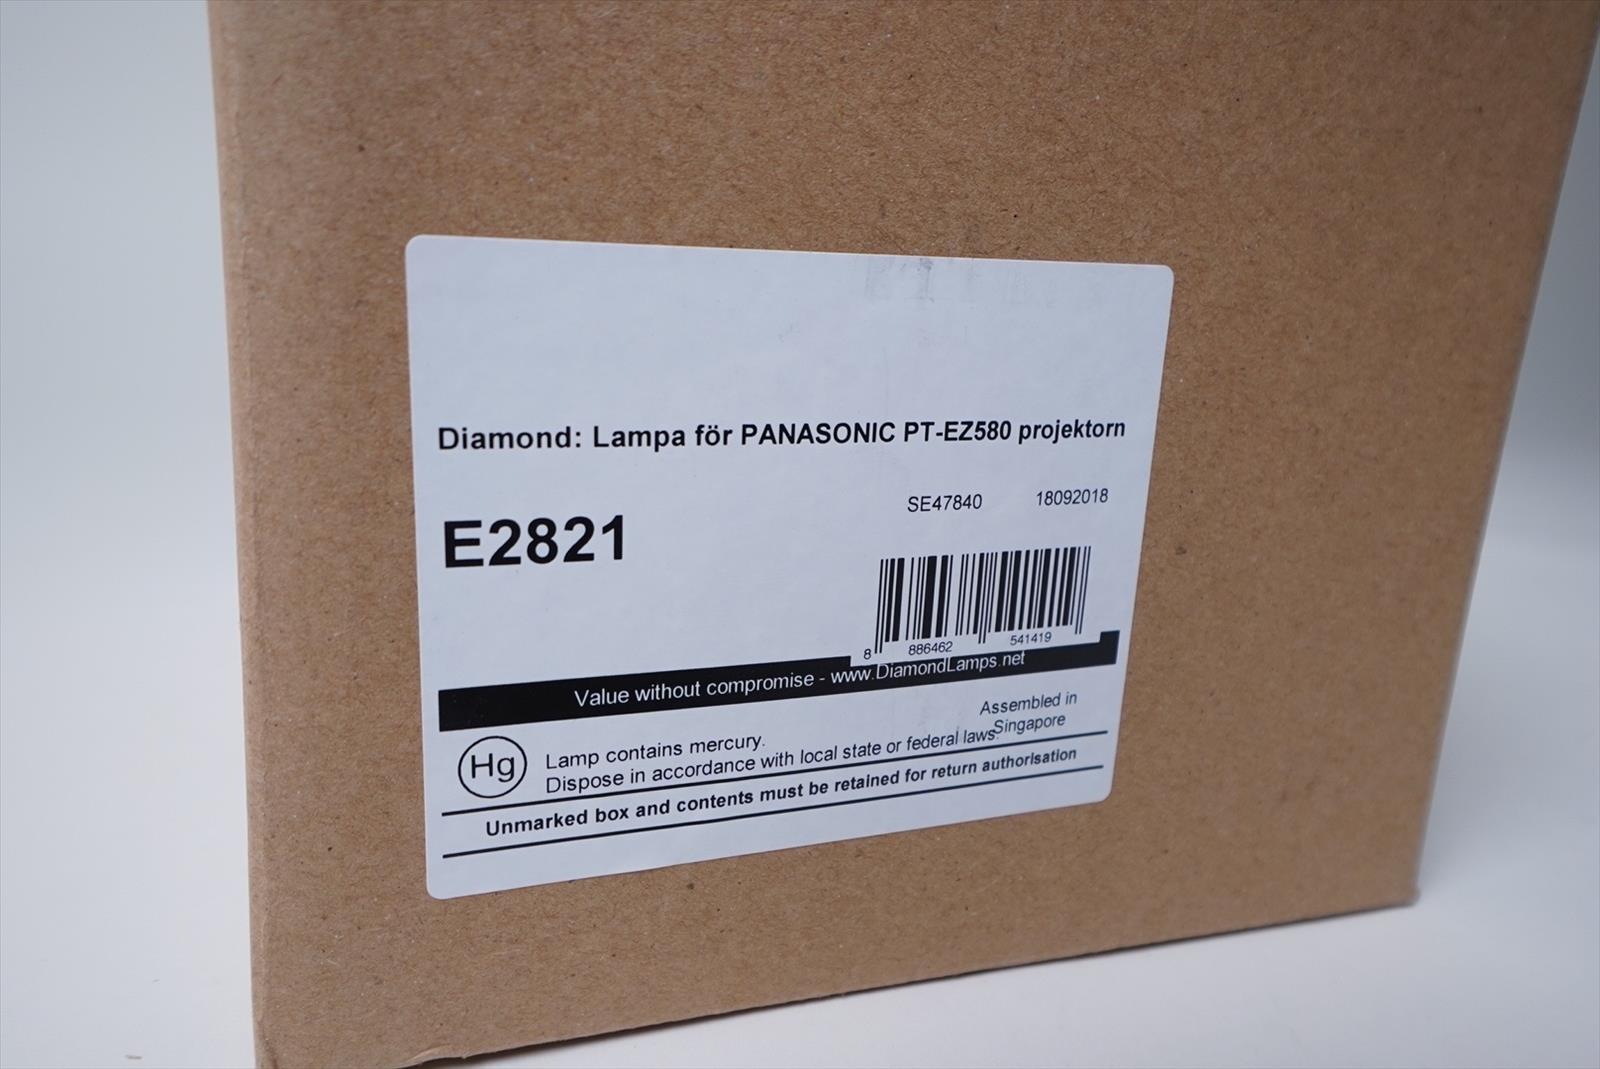 Diamond: Lampa för PANASONIC PT-EZ580 projektorn
SE47840 18092018
E2821
8 886462 541419
Value without compromise - www.DiamondLamps.net
Assembled in
Singapore
Hg
Lamp contains mercury.
Dispose in accordance with local state or federal laws.
Unmarked box and contents must be retained for return authorisation